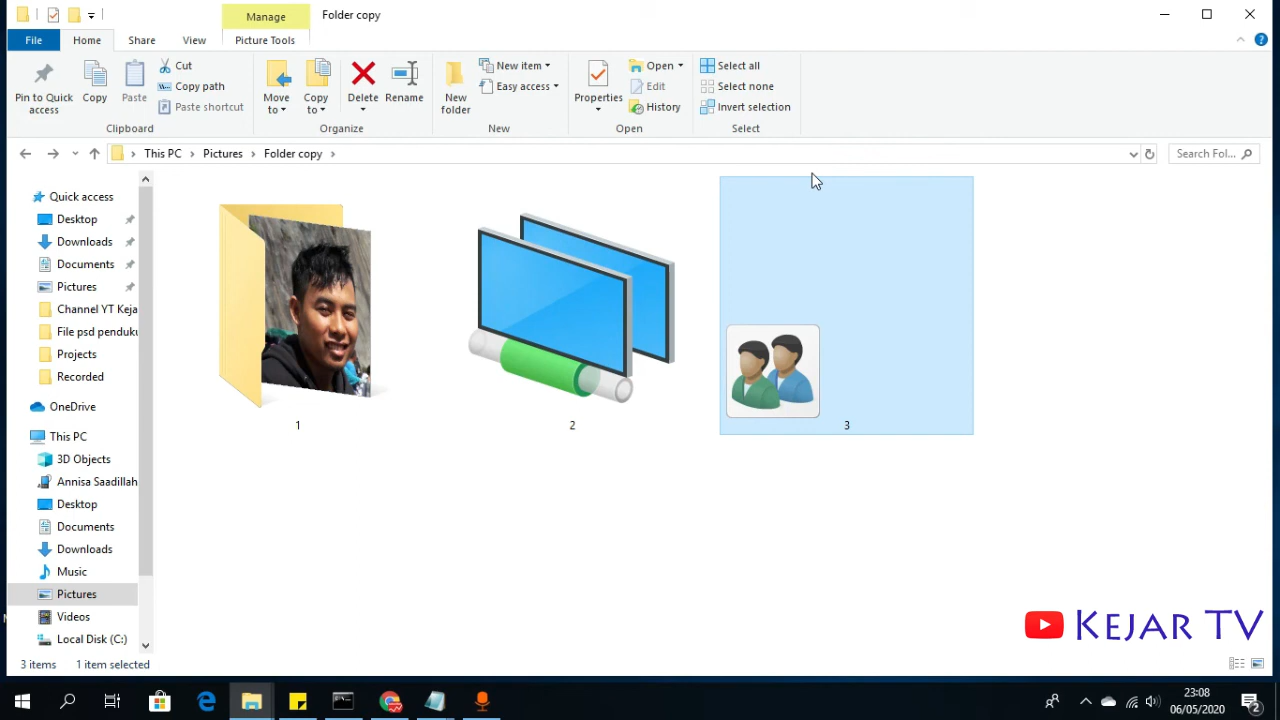 Manage
Folder copy
File
Home
Share
View
Picture Tools
Pin to Quick access
Copy
Paste
Cut
Copy path
Paste shortcut
Clipboard
Move to
Copy to
Delete
Rename
Organize
New folder
New item
Easy access
New
Properties
Open
Edit
History
Open
Select all
Select none
Invert selection
Select
This PC
Pictures
Folder copy
Search Fol...
Quick access
Desktop
Downloads
Documents
Pictures
Channel YT Keja
File psd penduku
Projects
Recorded
OneDrive
This PC
3D Objects
Annisa Saadillah
Desktop
Documents
Downloads
Music
Pictures
Videos
Local Disk (C:)
1
2
3
KEJAR TV
3 items
1 item selected
23:08
06/05/2020
2